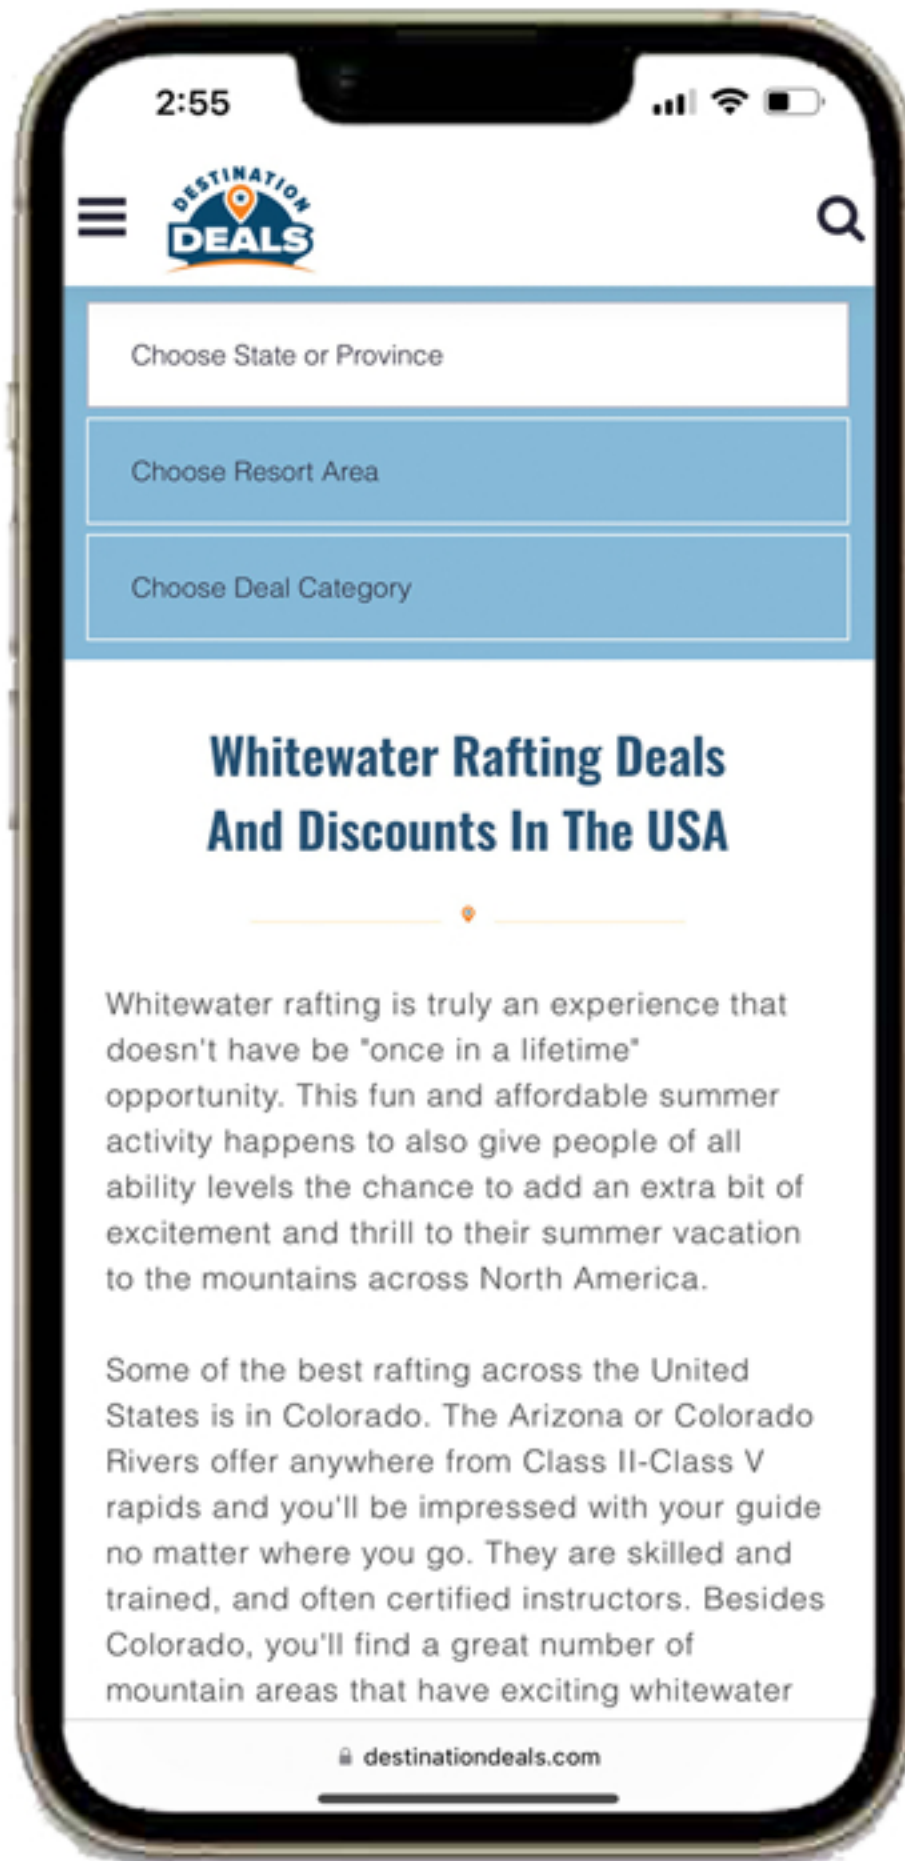 2:55
DESTINATION
DEALS
Choose State or Province
Choose Resort Area
Choose Deal Category
Whitewater Rafting Deals
And Discounts In The USA
Whitewater rafting is truly an experience that
doesn't have be "once in a lifetime"
opportunity. This fun and affordable summer
activity happens to also give people of all
ability levels the chance to add an extra bit of
excitement and thrill to their summer vacation
to the mountains across North America.
Some of the best rafting across the United
States is in Colorado. The Arizona or Colorado
Rivers offer anywhere from Class II-Class V
rapids and you'll be impressed with your guide
no matter where you go. They are skilled and
trained, and often certified instructors. Besides
Colorado, you'll find a great number of
mountain areas that have exciting whitewater
destinationdeals.com